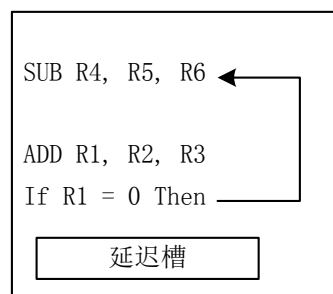 SUB R4, R5, R6
ADD R1, R2, R3
If R1 = 0 Then
延迟槽